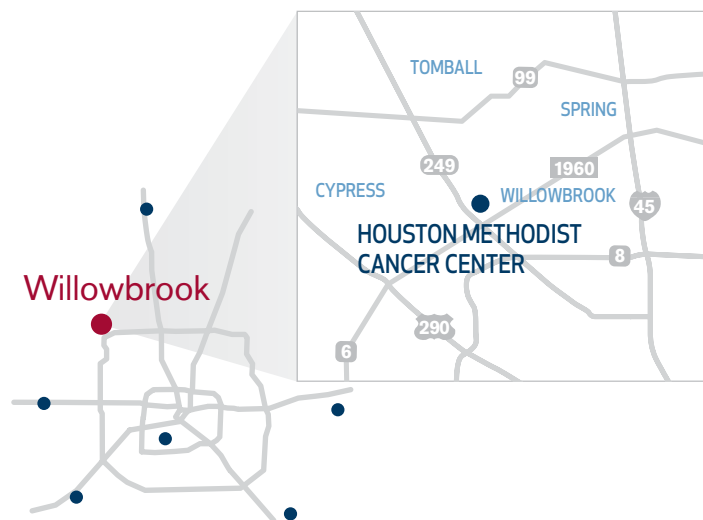 TOMBALL
99
SPRING
249
1960
CYPRESS
WILLOWBROOK
45
HOUSTON METHODIST
CANCER CENTER
8
Willowbrook
290
6